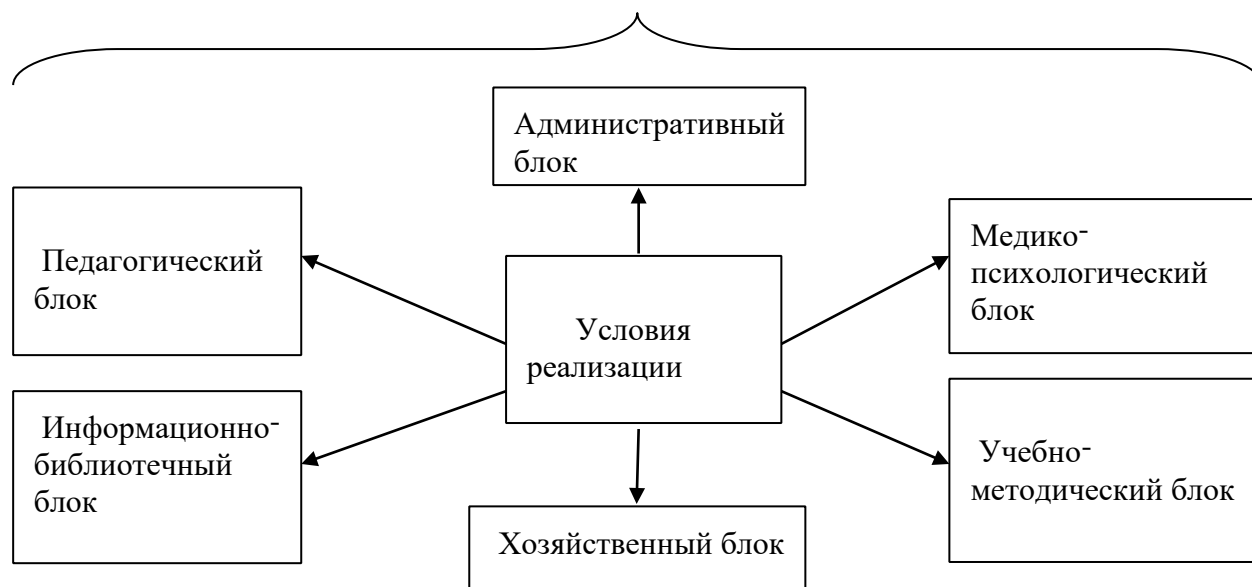 Административный
блок
Педагогический
блок
Медико-
психологический
блок
Условия
реализации
Информационно-
библиотечный
блок
Учебно-
методический блок
Хозяйственный блок